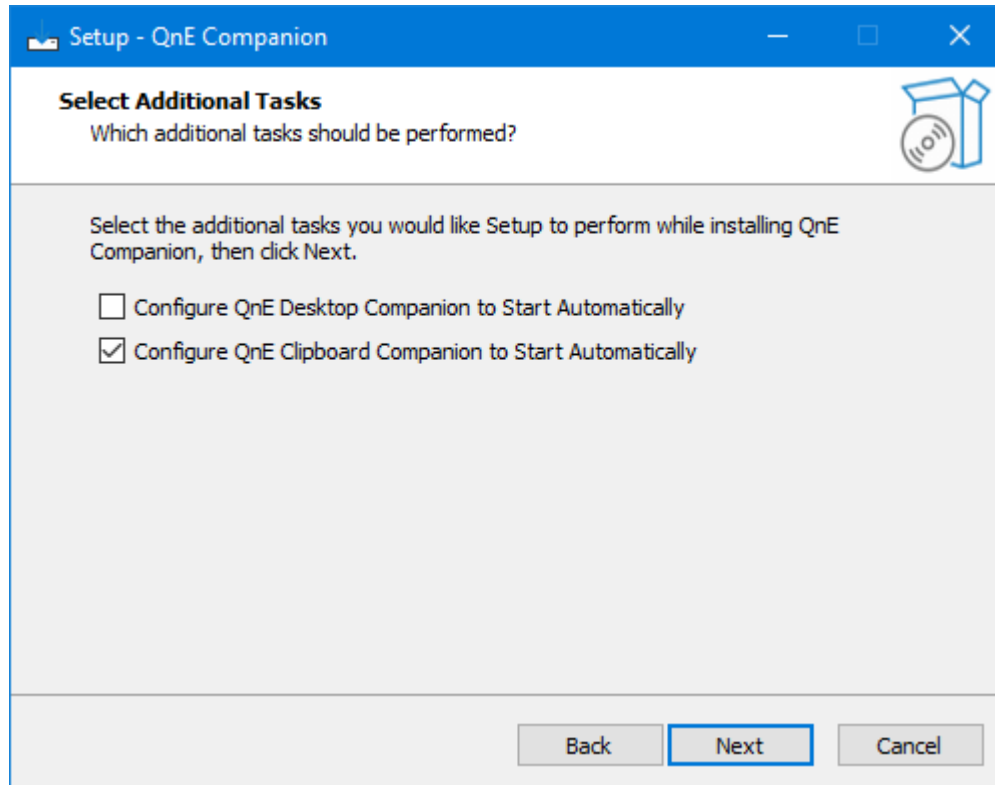 Setup - QnE Companion
Select Additional Tasks
Which additional tasks should be performed?
Select the additional tasks you would like Setup to perform while installing QnE
Companion, then click Next.
Configure QnE Desktop Companion to Start Automatically
Configure QnE Clipboard Companion to Start Automatically
Back
Next
Cancel